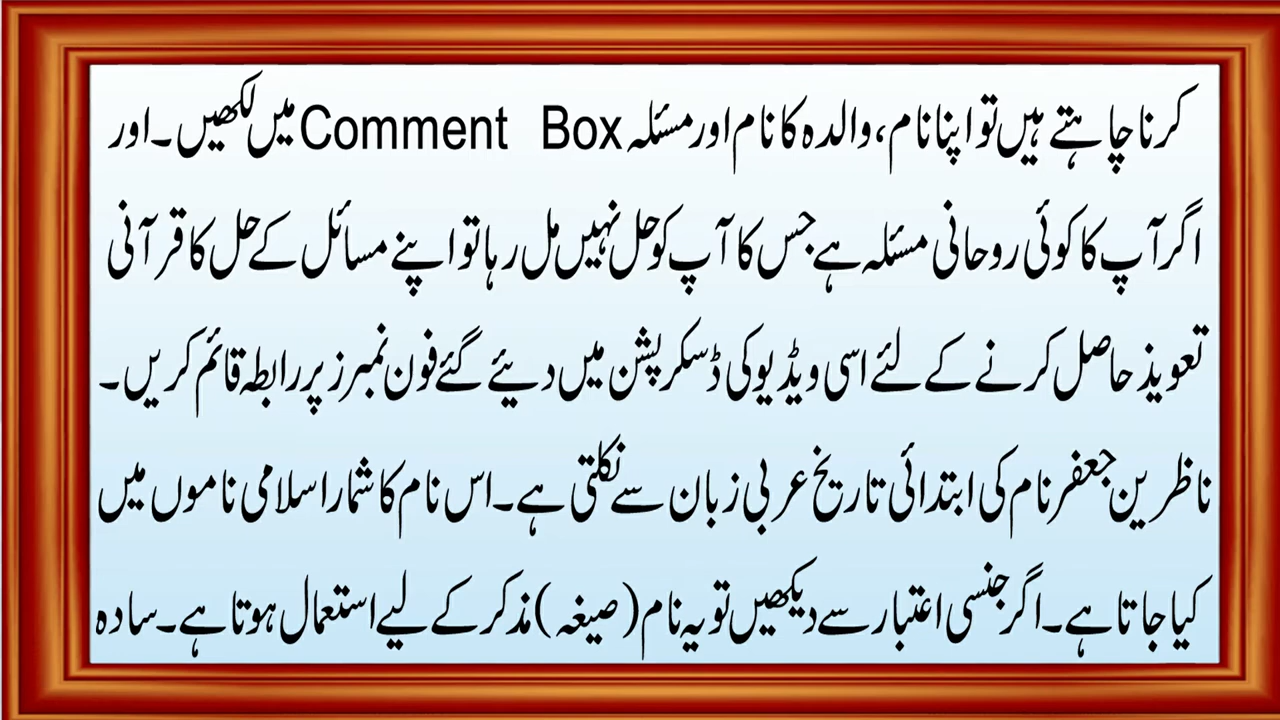 کرنا چاہتے ہیں تو اپنا نام، والدہ کا نام اور مسئلہ Comment Box میں لکھیں۔ اور
اگر آپ کا کوئی روحانی مسئلہ ہے جس کا آپ کو حل نہیں مل رہا تو اپنے مسائل کے حل کا قرآنی
تعویذ حاصل کرنے کے لئے اسی ویڈیو کی ڈسکرپشن میں دیئے گئے فون نمبرز پر رابطہ قائم کریں۔
ناظرین جعفر نام کی ابتدائی تاریخ عربی زبان سے نکلتی ہے۔ اس نام کا شمار اسلامی ناموں میں
کیا جاتا ہے۔ اگر جنسی اعتبار سے دیکھیں تو یہ نام (صیغہ) مذکر کے لیے استعمال ہوتا ہے۔ سادہ